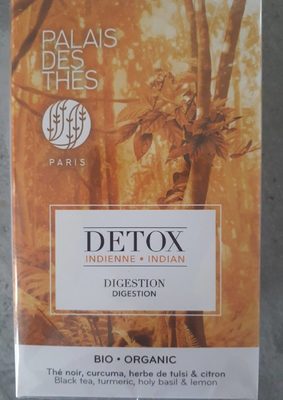 PALAIS
DES
THÉS
PARIS
DETOX
INDIENNE • INDIAN
DIGESTION
DIGESTION
BIO • ORGANIC
Thé noir, curcuma, herbe de tulsi & citron
Black tea, turmeric, holy basil & lemon